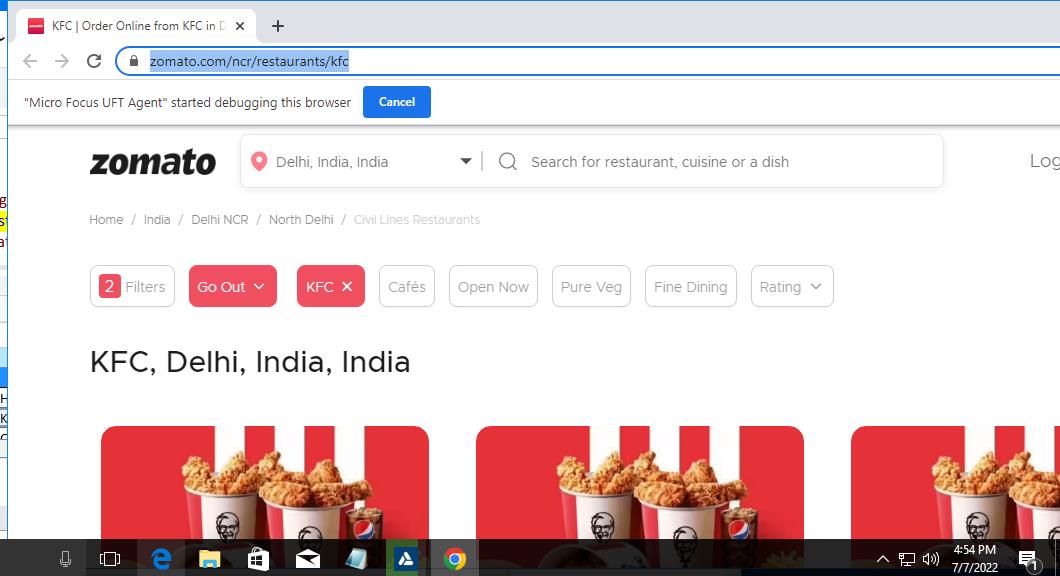 KFC | Order Online from KFC in D
zomato.com/ncr/restaurants/kfc
"Micro Focus UFT Agent" started debugging this browser
Cancel
zomato
Delhi, India, India
Search for restaurant, cuisine or a dish
Log
Home / India / Delhi NCR / North Delhi / Civil Lines Restaurants
2 Filters
Go Out
KFC
Cafés
Open Now
Pure Veg
Fine Dining
Rating
KFC, Delhi, India, India
4:54 PM
7/7/2022
1